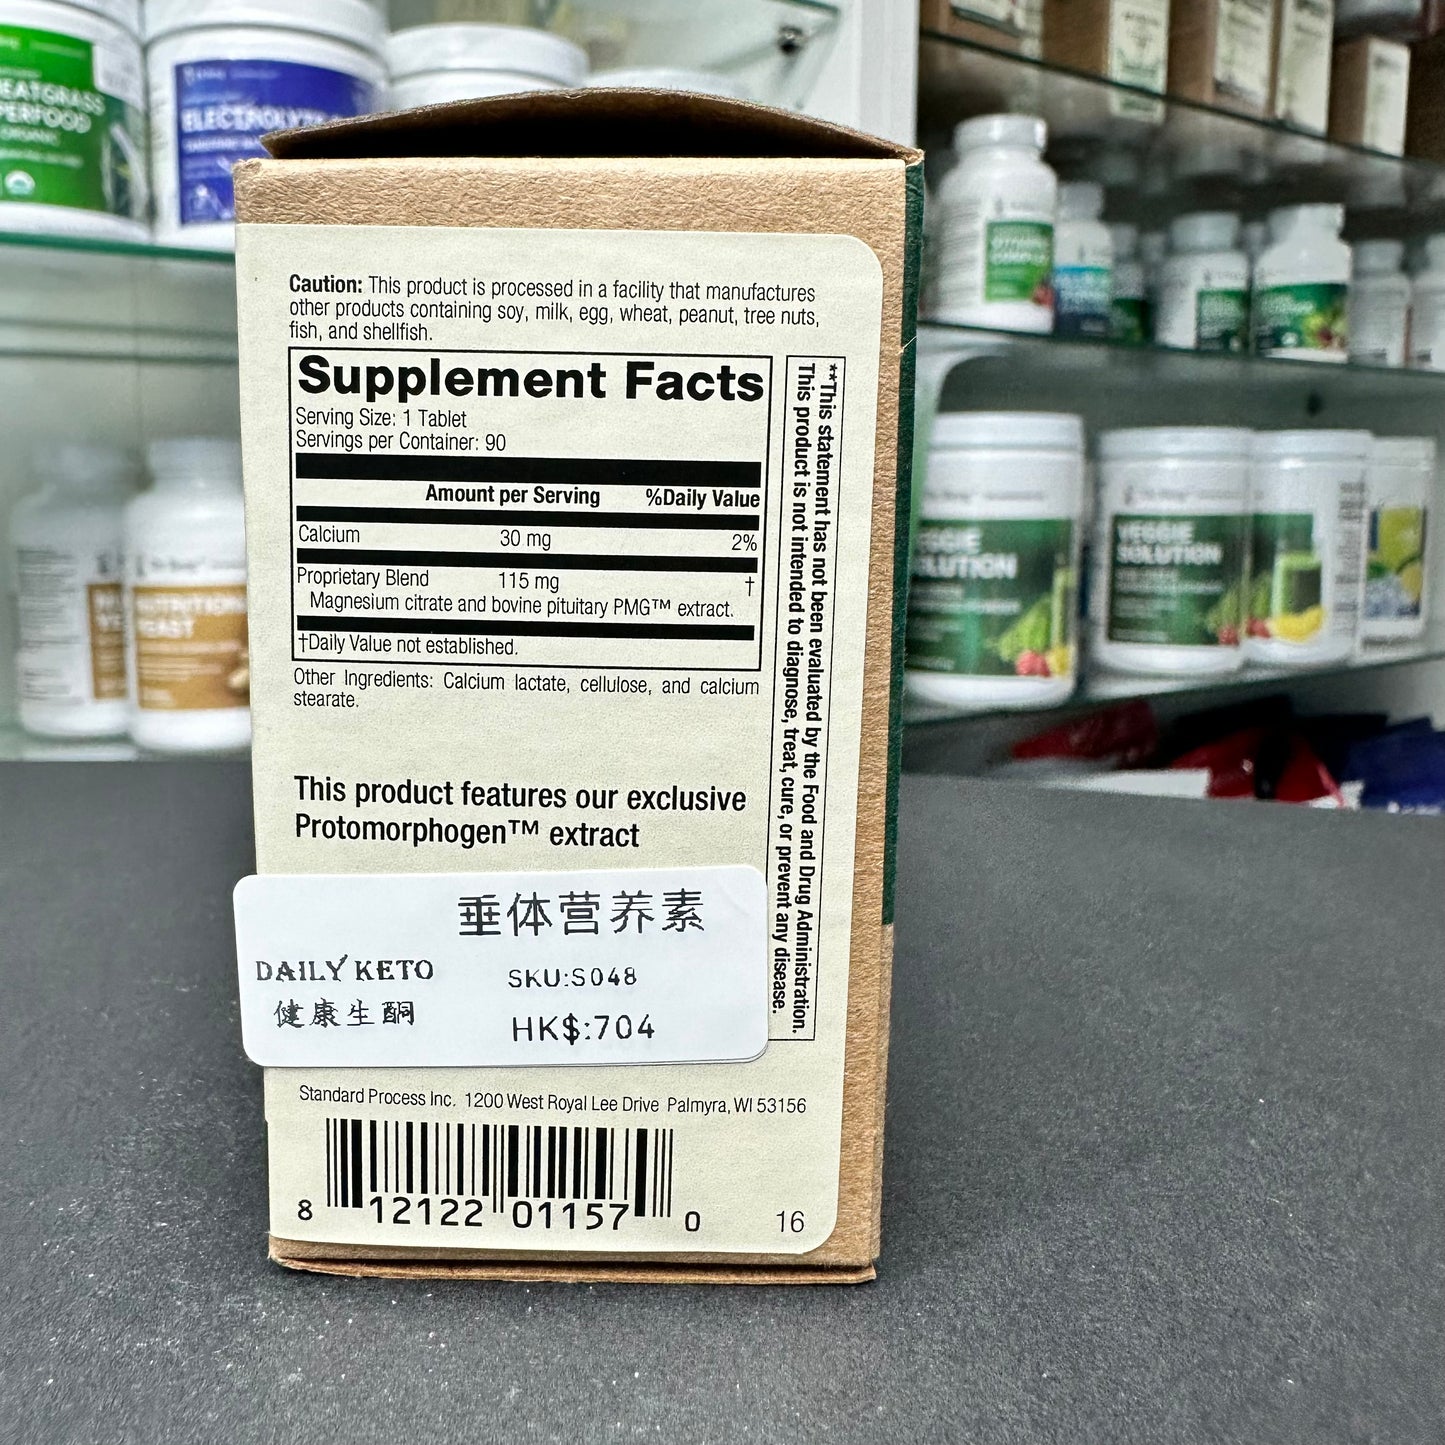 Caution: This product is processed in a facility that manufactures
other products containing soy, milk, egg, wheat, peanut, tree nuts,
fish, and shellfish.
Supplement Facts
Serving Size: 1 Tablet
Servings per Container: 90
Amount per Serving %Daily Value
Calcium 30 mg 2%
Proprietary Blend 115 mg †
Magnesium citrate and bovine pituitary PMG™ extract.
†Daily Value not established.
Other Ingredients: Calcium lactate, cellulose, and calcium
stearate.
**This statement has not been evaluated by the Food and Drug Administration.
This product is not intended to diagnose, treat, cure, or prevent any disease.
This product features our exclusive
Protomorphogen™ extract
垂体营养素
DAILY KETO
SKU:S048
健康生酮
HK$:704
Standard Process Inc. 1200 West Royal Lee Drive Palmyra, WI 53156
8 12122 01157 0
16
VEGGIE
SOLUTION